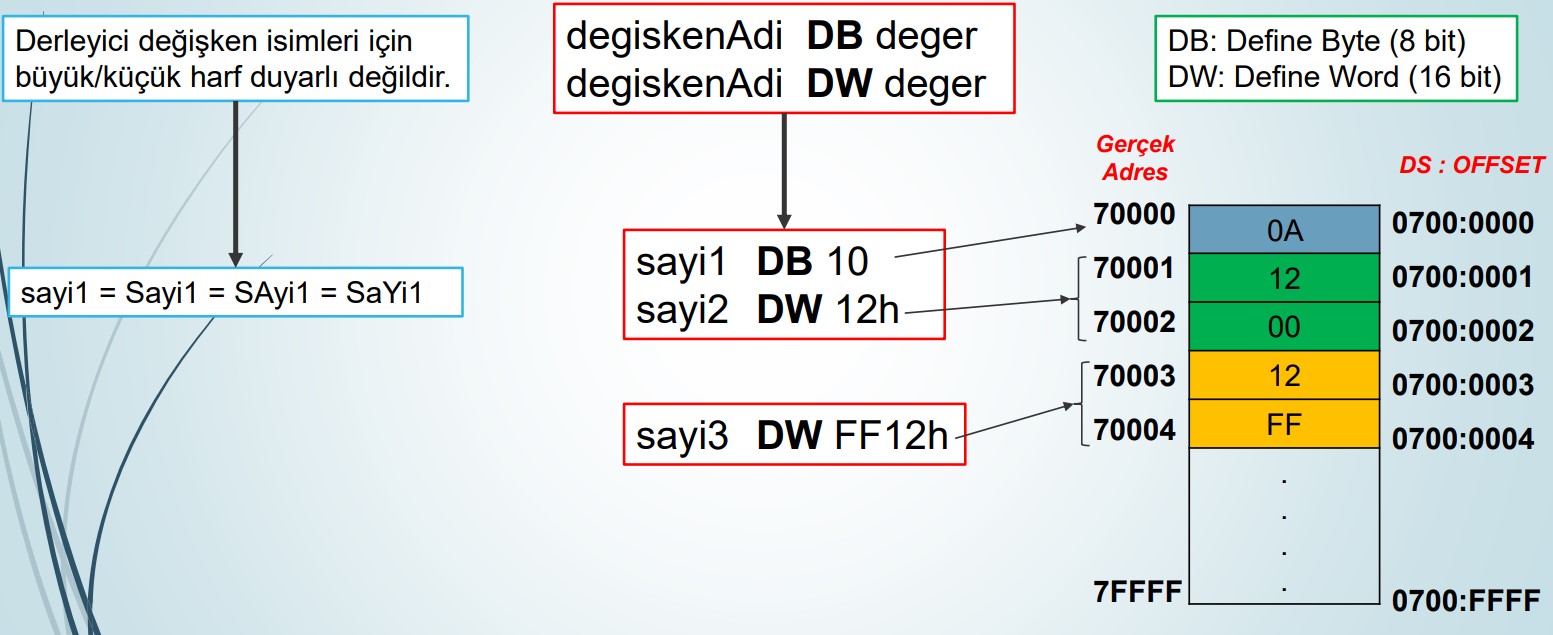 Derleyici değişken isimleri için
büyük/küçük harf duyarlı değildir.
sayi1 = Sayi1 = SAyi1 = SaYi1
degiskenAdi DB deger
degiskenAdi DW deger
sayi1 DB 10
sayi2 DW 12h
sayi3 DW FF12h
DB: Define Byte (8 bit)
DW: Define Word (16 bit)
Gerçek
Adres
DS : OFFSET
70000 0A 0700:0000
70001 12 0700:0001
70002 00 0700:0002
70003 12 0700:0003
70004 FF 0700:0004
.
.
.
.
7FFFF 0700:FFFF